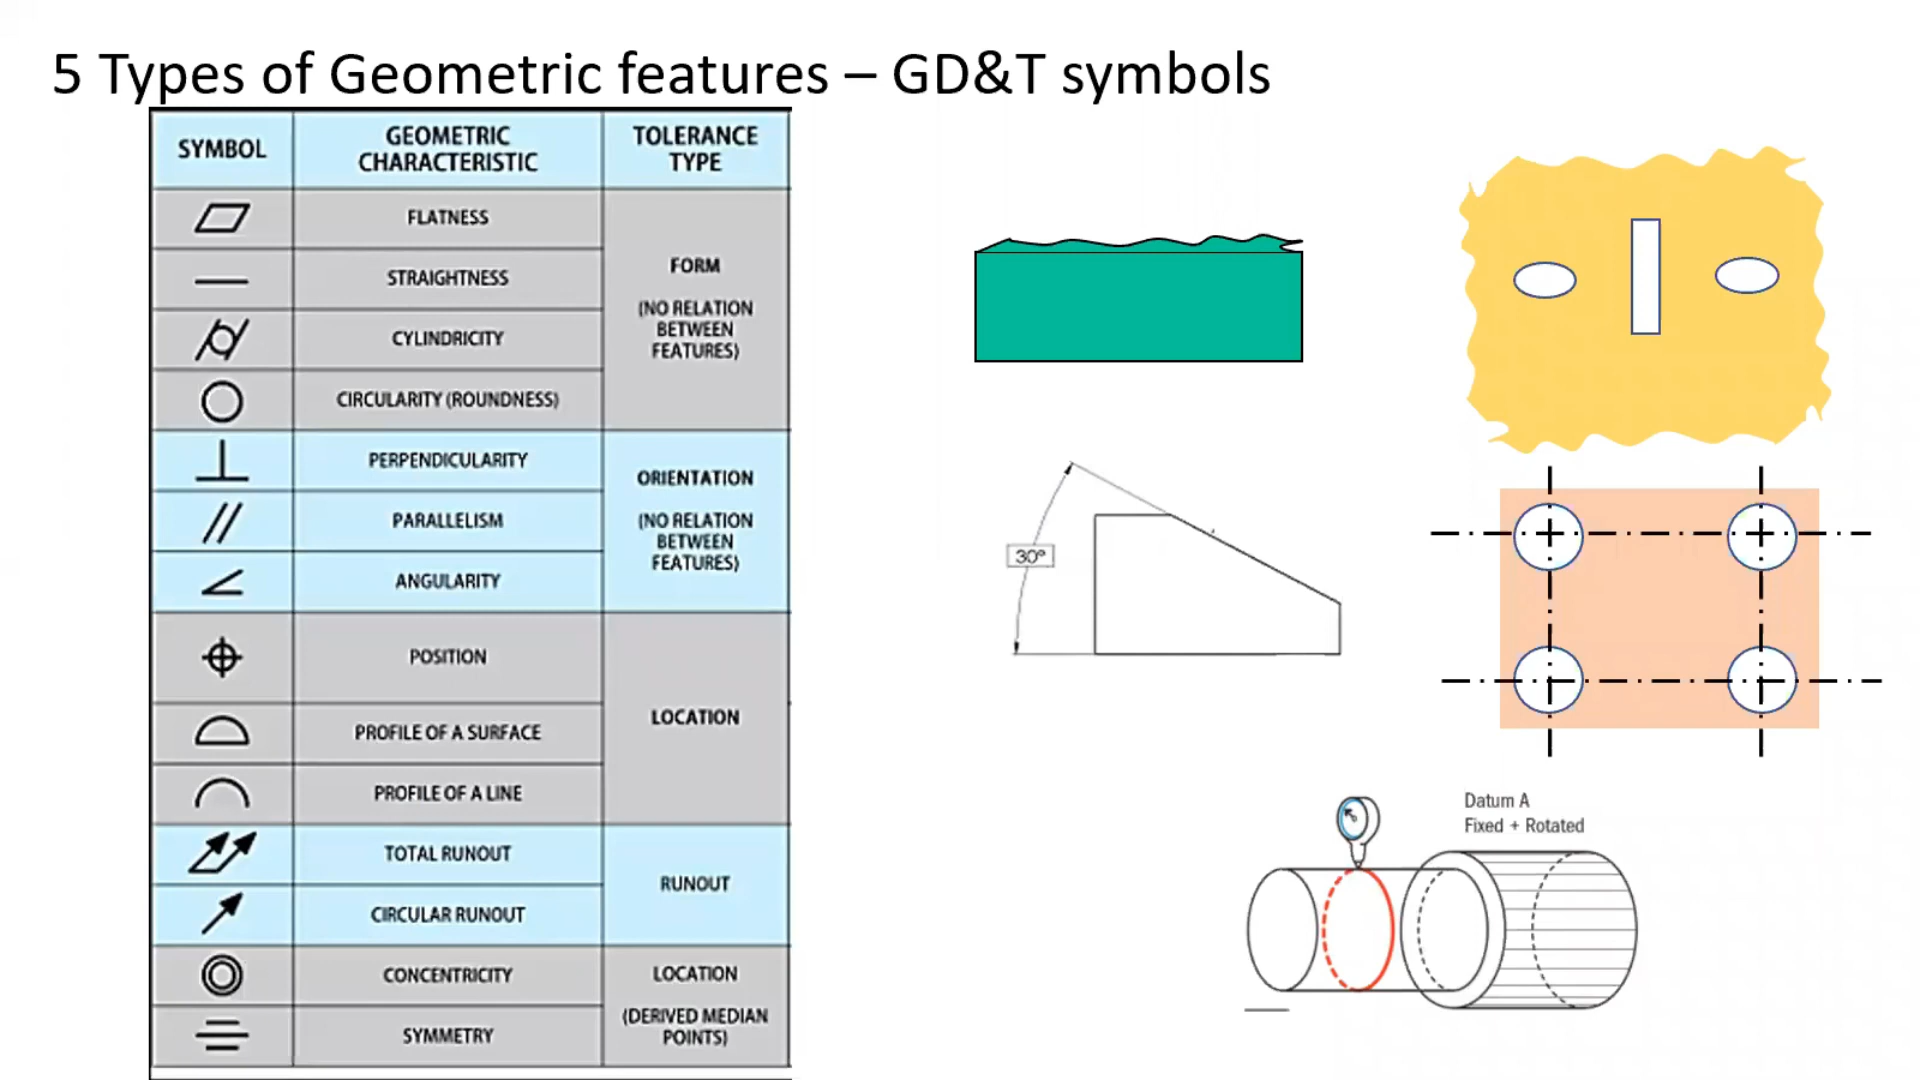 5 Types of Geometric features – GD&T symbols
SYMBOL
GEOMETRIC
CHARACTERISTIC
TOLERANCE
TYPE
FLATNESS
STRAIGHTNESS
CYLINDRICITY
CIRCULARITY (ROUNDNESS)
FORM
(NO RELATION
BETWEEN
FEATURES)
PERPENDICULARITY
PARALLELISM
ANGULARITY
ORIENTATION
(NO RELATION
BETWEEN
FEATURES)
POSITION
PROFILE OF A SURFACE
PROFILE OF A LINE
LOCATION
TOTAL RUNOUT
CIRCULAR RUNOUT
RUNOUT
CONCENTRICITY
SYMMETRY
LOCATION
(DERIVED MEDIAN
POINTS)
30°
Datum A
Fixed + Rotated